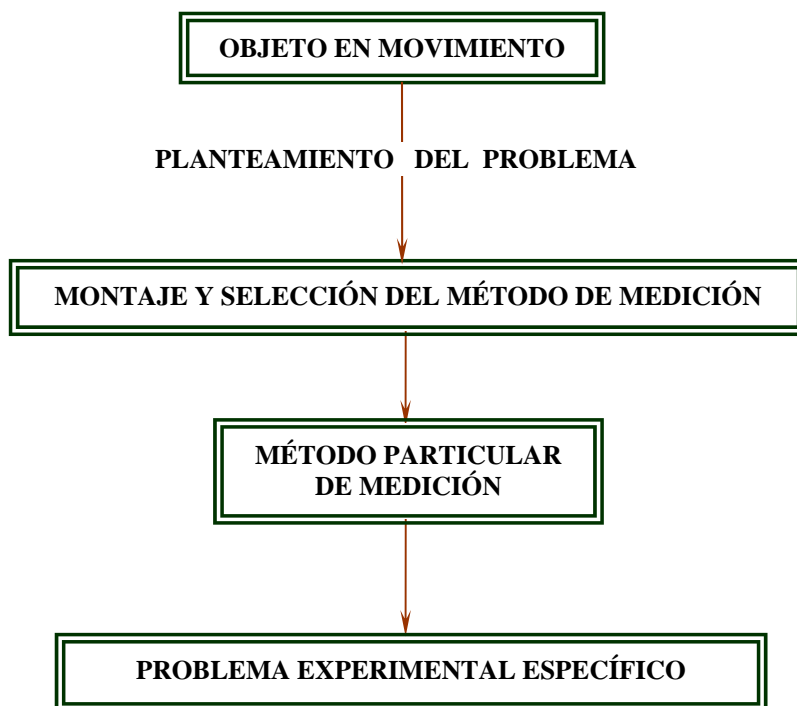 OBJETO EN MOVIMIENTO
PLANTEAMIENTO DEL PROBLEMA
MONTAJE Y SELECCIÓN DEL MÉTODO DE MEDICIÓN
MÉTODO PARTICULAR
DE MEDICIÓN
PROBLEMA EXPERIMENTAL ESPECÍFICO